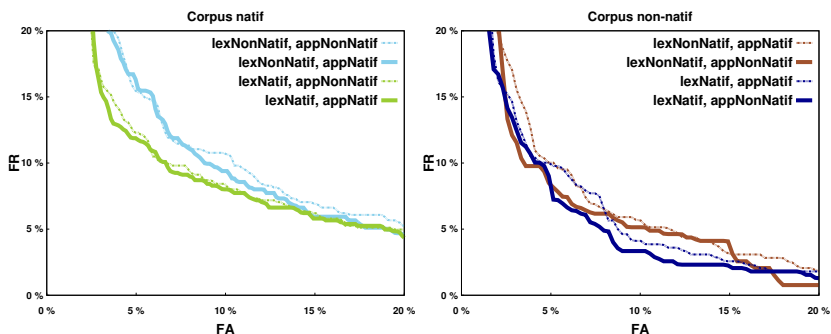 Corpus natif
20 %
15 %
10 %
5 %
0 %
FR
lexNonNatif, appNonNatif
lexNonNatif, appNatif
lexNatif, appNonNatif
lexNatif, appNatif
0 %
5 %
10 %
15 %
20 %
FA
Corpus non-natif
20 %
15 %
10 %
5 %
0 %
FR
lexNonNatif, appNatif
lexNonNatif, appNonNatif
lexNatif, appNatif
lexNatif, appNonNatif
0 %
5 %
10 %
15 %
20 %
FA